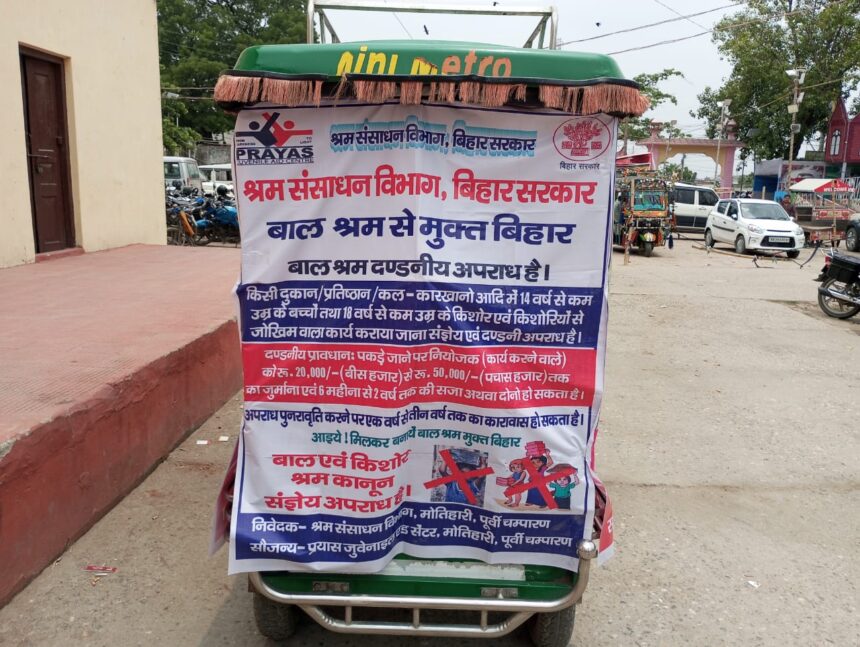 Mini Metro
PRAYAS
JUVENILE AID CENTRE
श्रम संसाधन विभाग, बिहार सरकार
बिहार सरकार
श्रम संसाधन विभाग, बिहार सरकार
बाल श्रम से मुक्त बिहार
बाल श्रम दण्डनीय अपराध है।
किसी दुकान/प्रतिष्ठान/कल-कारखानो आदि में 14 वर्ष से कम
उम्र के बच्चों तथा 18 वर्ष से कम उम्र के किशोर एवं किशोरियों से
जोखिम वाला कार्य कराया जाना संज्ञेय एवं दण्डनी अपराध है।
दण्डनीय प्रावधानः पकड़े जाने पर नियोजक (कार्य करने वाले)
को रू. 20,000/-(बीस हजार) से रू. 50,000/-(पचास हजार) तक
का जुर्माना एवं 6 महीना से 2 वर्ष तक की सजा अथवा दोनो हो सकता है।
अपराध पुनरावृति करने पर एक वर्ष से तीन वर्ष तक का कारावास हो सकता है।
आइये ! मिलकर बनायें बाल श्रम मुक्त बिहार
बाल एवं किशोर
श्रम कानून
संज्ञेय अपराध है।
निवेदक- श्रम संसाधन विभाग, मोतिहारी, पूर्वी चम्पारण
सौजन्य- प्रयास जुवेनाइल एड सेंटर, मोतिहारी, पूर्वी चम्पारण
WELCOME